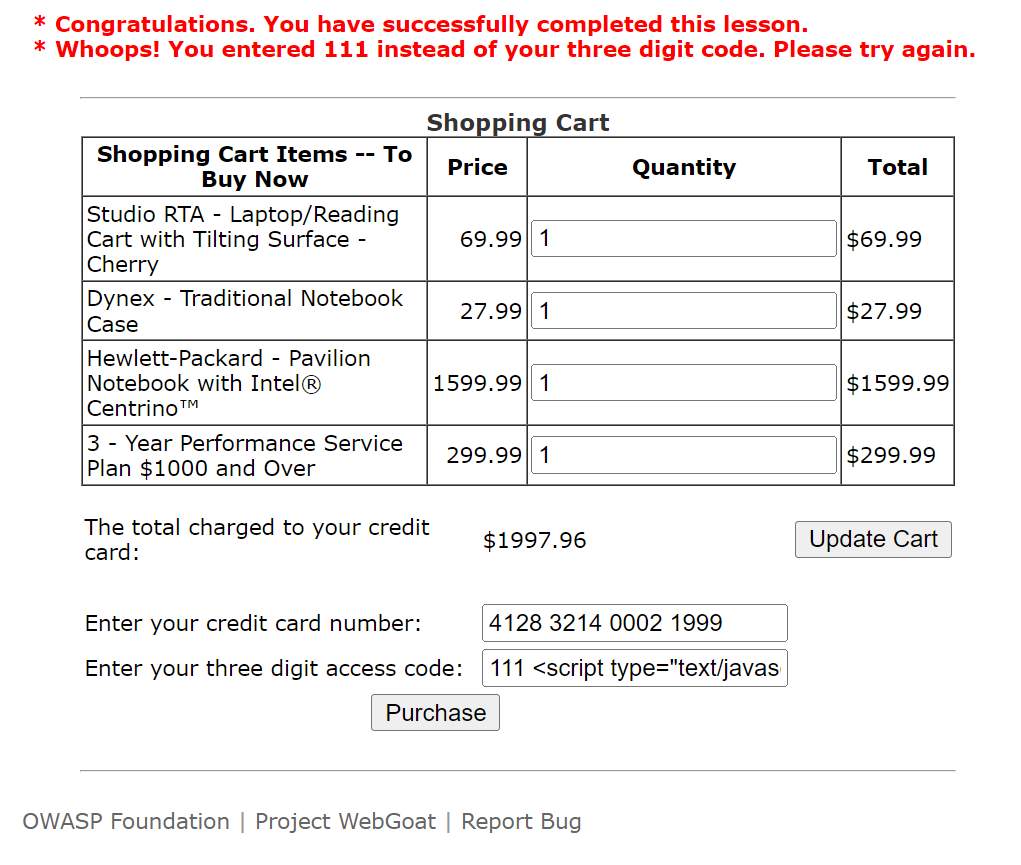 * Congratulations. You have successfully completed this lesson.
* Whoops! You entered 111 instead of your three digit code. Please try again.
Shopping Cart
Shopping Cart Items -- To Buy Now Price Quantity Total
Studio RTA - Laptop/Reading Cart with Tilting Surface - Cherry 69.99 1 $69.99
Dynex - Traditional Notebook Case 27.99 1 $27.99
Hewlett-Packard - Pavilion Notebook with Intel® Centrino™ 1599.99 1 $1599.99
3 - Year Performance Service Plan $1000 and Over 299.99 1 $299.99
The total charged to your credit card: $1997.96 Update Cart
Enter your credit card number: 4128 3214 0002 1999
Enter your three digit access code: 111 <script type="text/javas
Purchase
OWASP Foundation | Project WebGoat | Report Bug